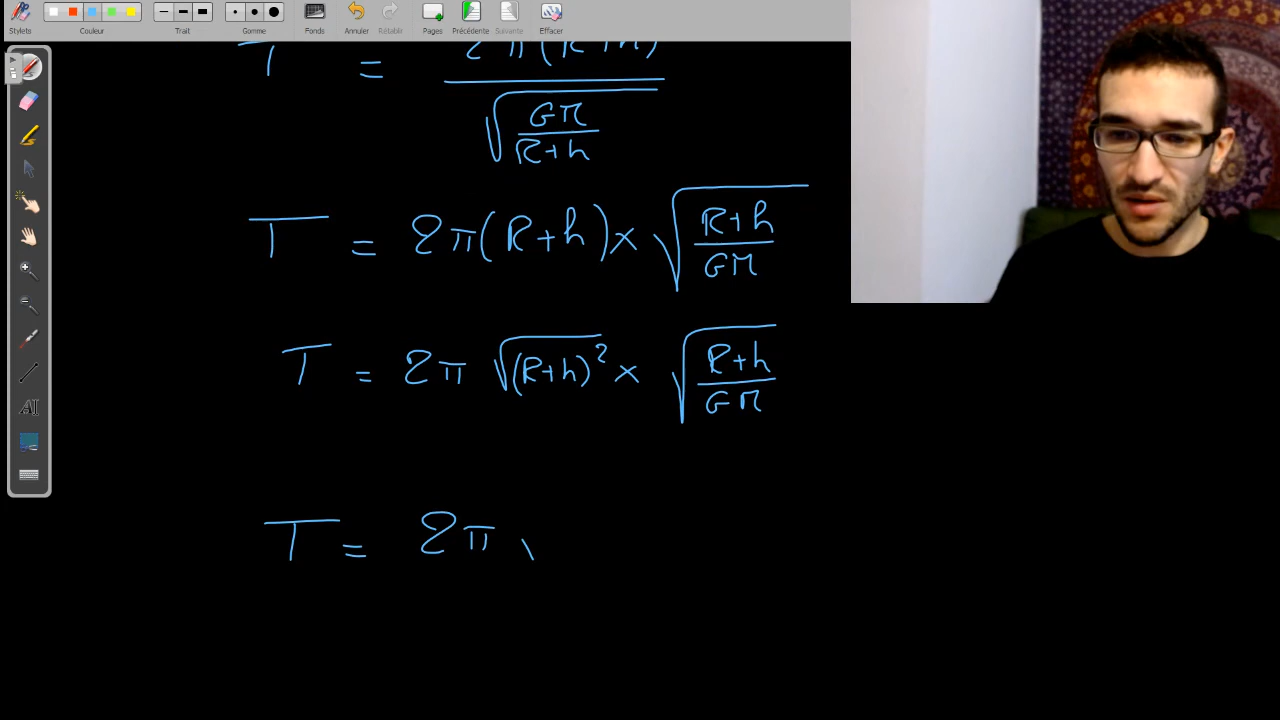 Stylets Couleur Trait Gomme Fonds Annuler Rétablir Pages Précédente Suivante Effacer
T = 2π(R+h) / √(GM / (R+h))
T = 2π(R+h) × √((R+h) / GM)
T = 2π √(R+h)² × √((R+h) / GM)
T = 2π
AI